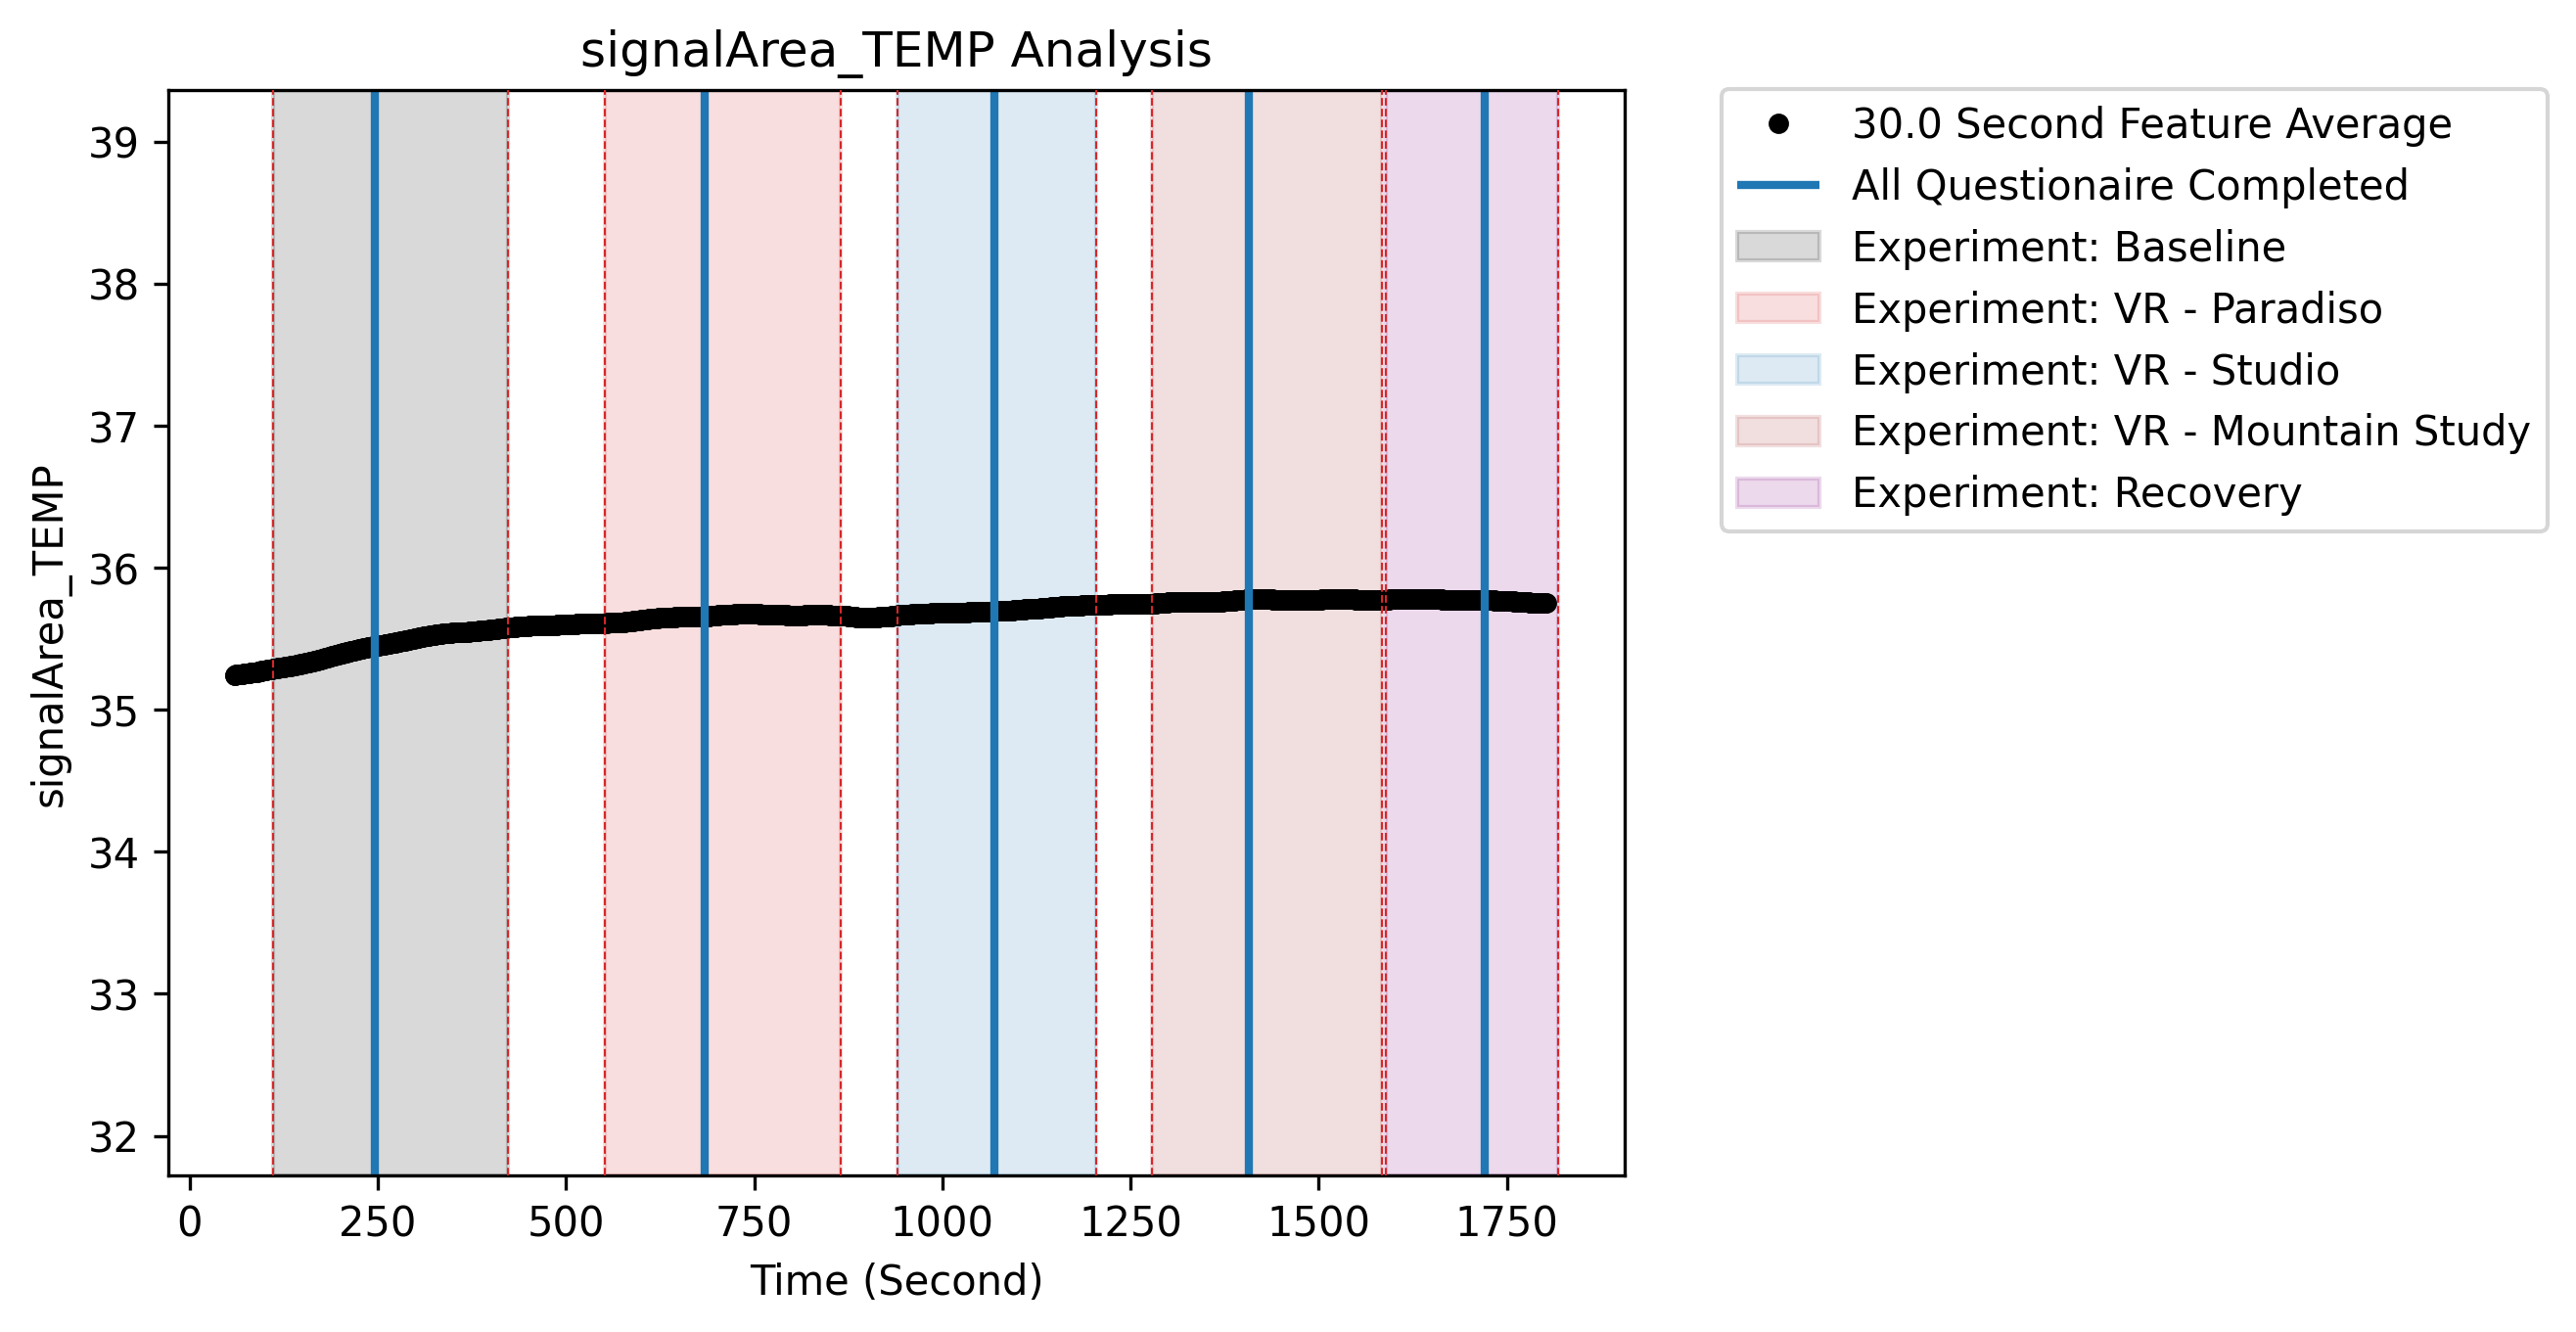 signalArea_TEMP Analysis
signalArea_TEMP
39
38
37
36
35
34
33
32
0 250 500 750 1000 1250 1500 1750
Time (Second)
30.0 Second Feature Average
All Questionaire Completed
Experiment: Baseline
Experiment: VR - Paradiso
Experiment: VR - Studio
Experiment: VR - Mountain Study
Experiment: Recovery